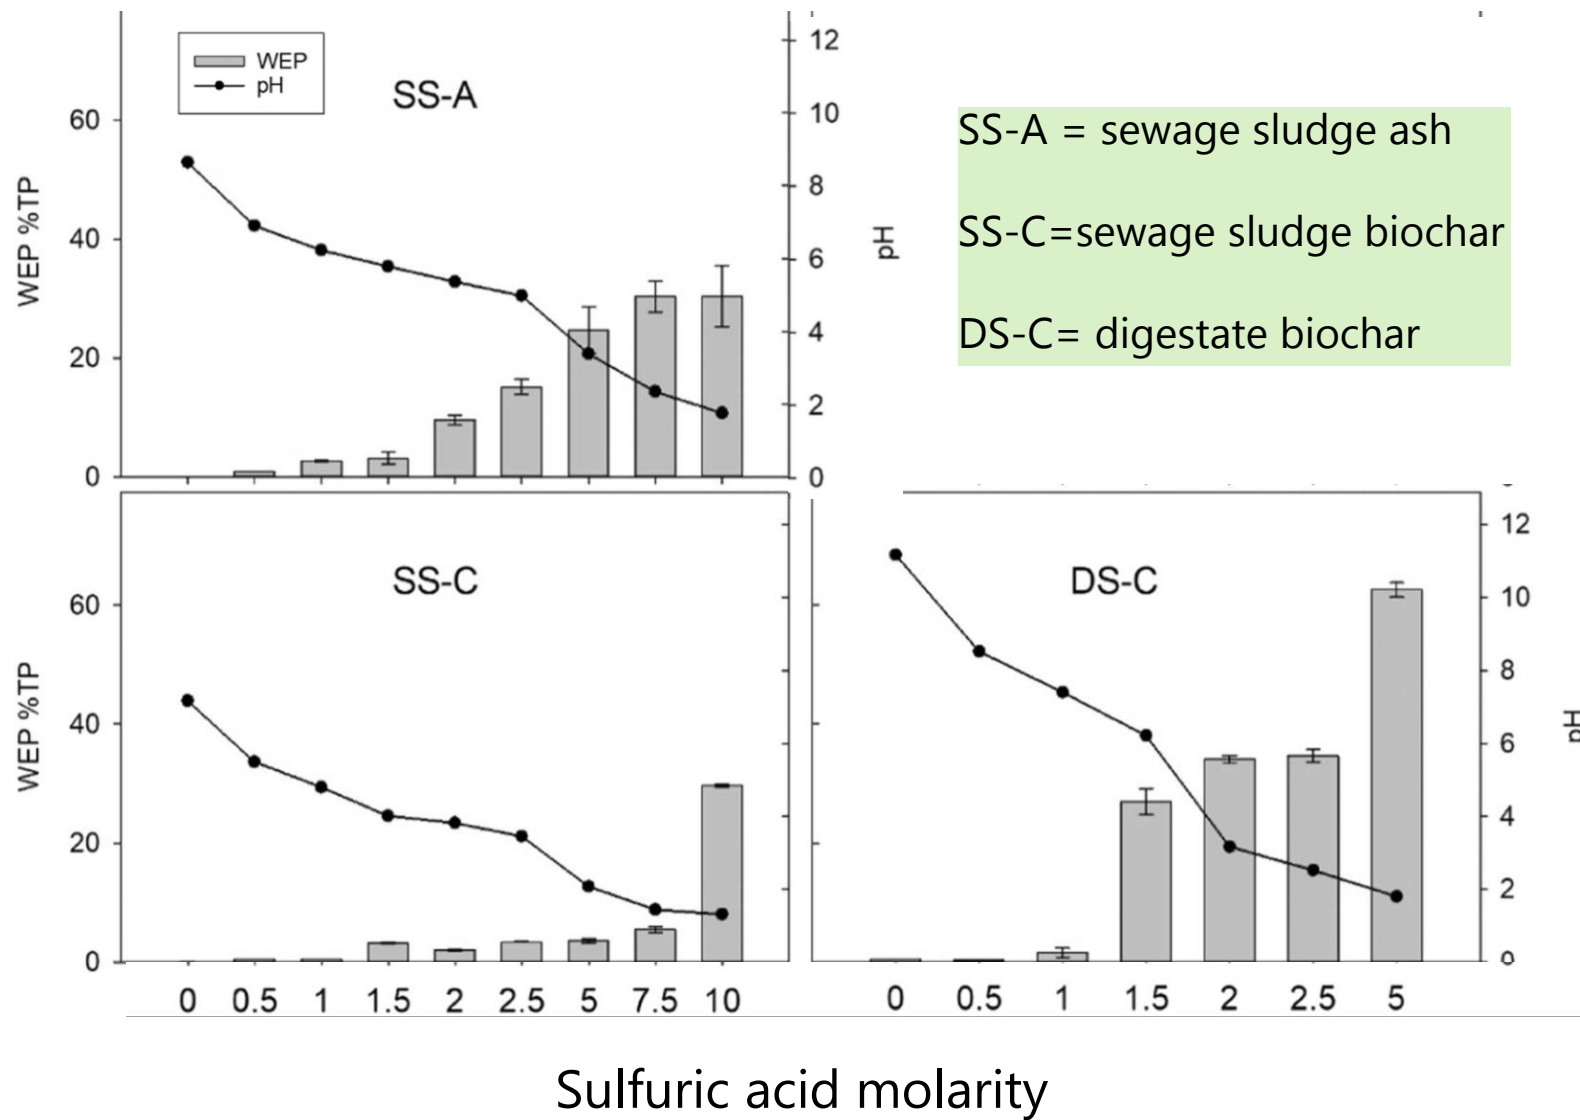 WEP
pH
SS-A
WEP %TP
60
40
20
0
12
10
8
6
4
2
0
pH
SS-A = sewage sludge ash
SS-C=sewage sludge biochar
DS-C= digestate biochar
SS-C
WEP %TP
60
40
20
0
0 0.5 1 1.5 2 2.5 5 7.5 10
DS-C
12
10
8
6
4
2
0
pH
0 0.5 1 1.5 2 2.5 5
Sulfuric acid molarity